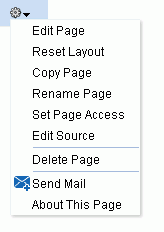 Edit Page
Reset Layout
Copy Page
Rename Page
Set Page Access
Edit Source
Delete Page
Send Mail
About This Page